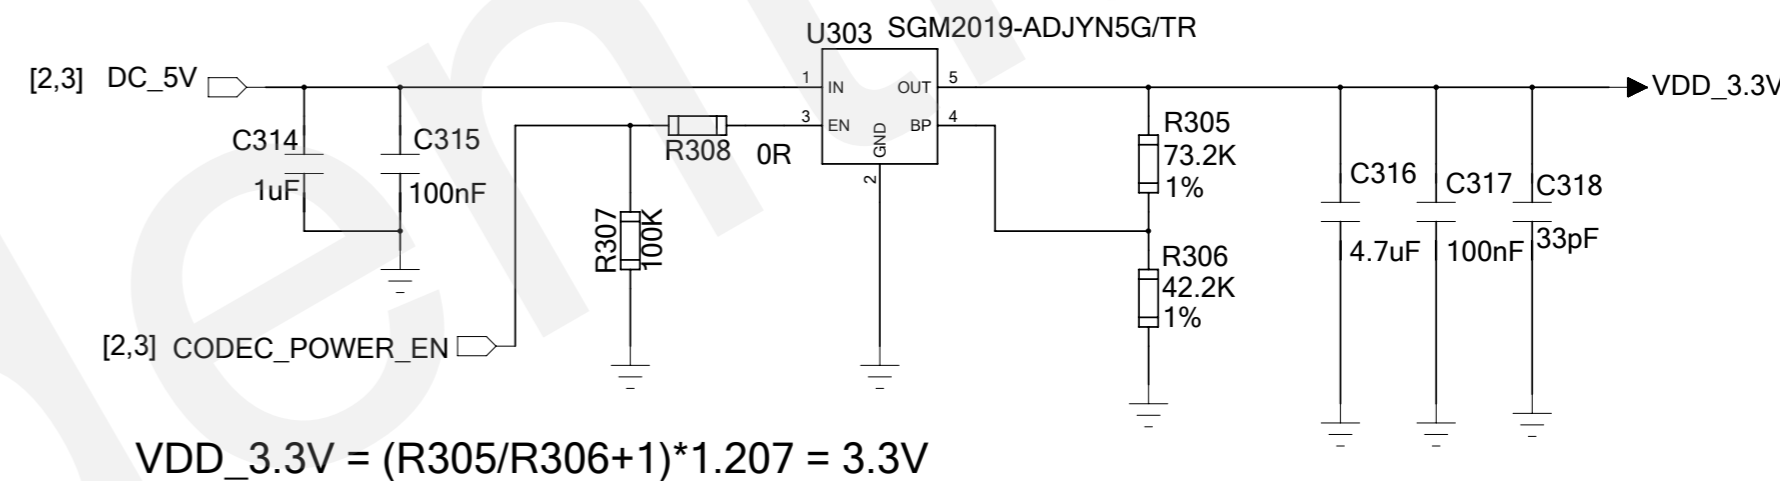 U303 SGM2019-ADJYN5G/TR
[2,3] DC_5V
1 IN
OUT 5
VDD_3.3V
C314
1uF
C315
100nF
R308 0R
3 EN
BP 4
GND
2
R305
73.2K
1%
R307
100K
R306
42.2K
1%
C316
4.7uF
C317
100nF
C318
33pF
[2,3] CODEC_POWER_EN
VDD_3.3V = (R305/R306+1)*1.207 = 3.3V